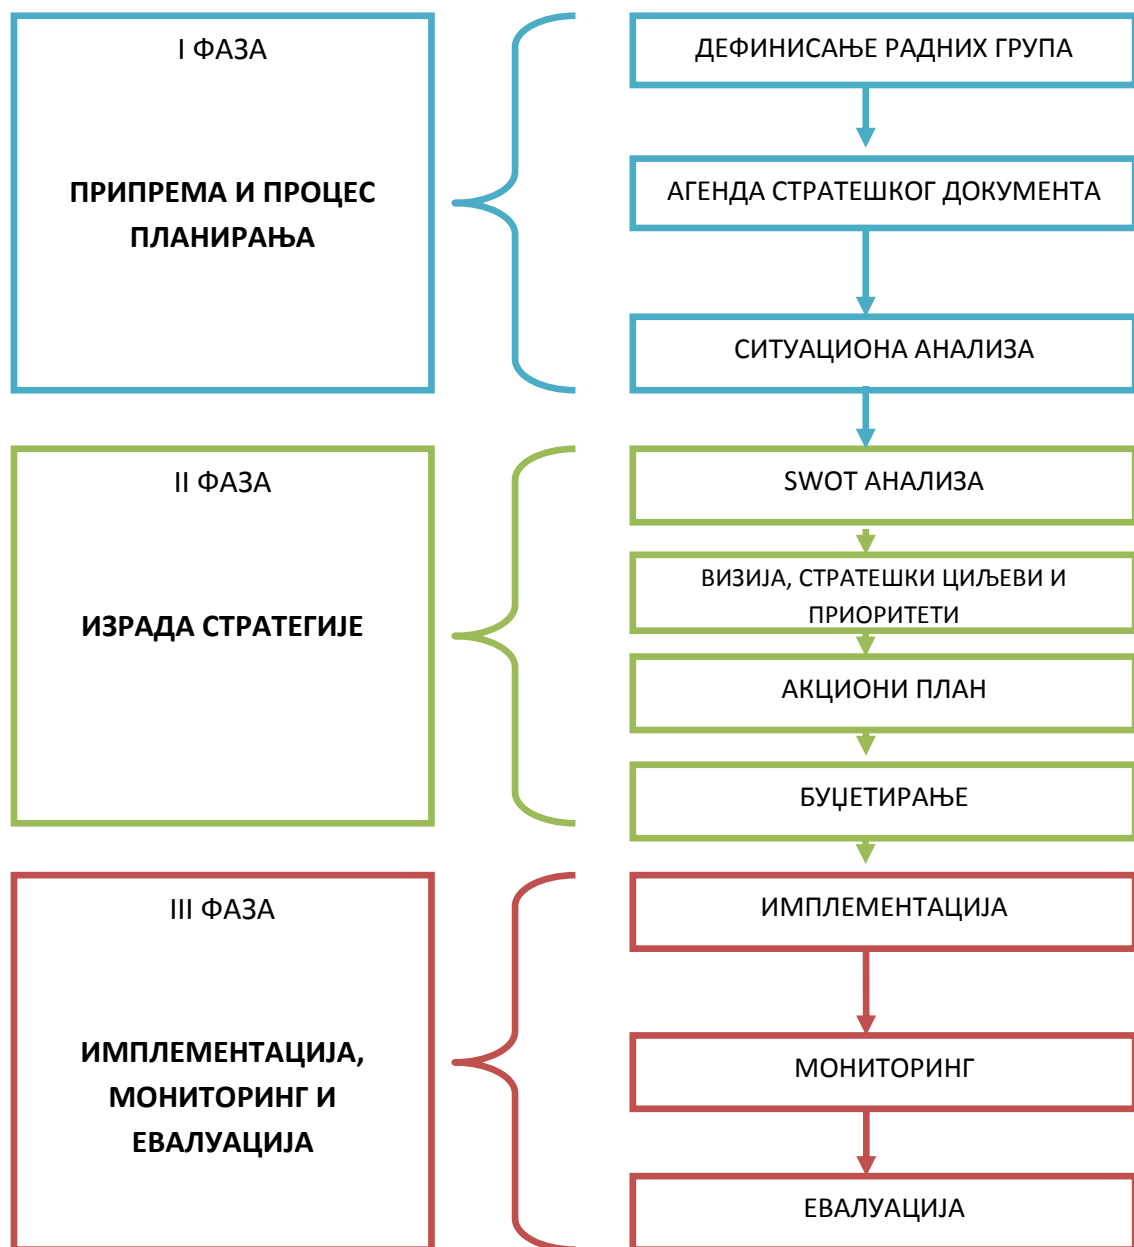 I ФАЗА
ПРИПРЕМА И ПРОЦЕС
ПЛАНИРАЊА
ДЕФИНИСАЊЕ РАДНИХ ГРУПА
АГЕНДА СТРАТЕШКОГ ДОКУМЕНТА
СИТУАЦИОНА АНАЛИЗА
II ФАЗА
ИЗРАДА СТРАТЕГИЈЕ
SWOT АНАЛИЗА
ВИЗИЈА, СТРАТЕШКИ ЦИЉЕВИ И
ПРИОРИТЕТИ
АКЦИОНИ ПЛАН
БУЏЕТИРАЊЕ
III ФАЗА
ИМПЛЕМЕНТАЦИЈА,
МОНИТОРИНГ И
ЕВАЛУАЦИЈА
ИМПЛЕМЕНТАЦИЈА
МОНИТОРИНГ
ЕВАЛУАЦИЈА